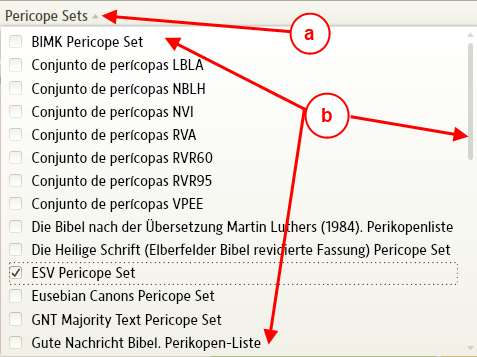 Pericope Sets
a
BIMK Pericope Set
Conjunto de perícopas LBLA
Conjunto de perícopas NBLH
b
Conjunto de perícopas NVI
Conjunto de perícopas RVA
Conjunto de perícopas RVR60
Conjunto de perícopas RVR95
Conjunto de perícopas VPEE
Die Bibel nach der Übersetzung Martin Luthers (1984). Perikopenliste
Die Heilige Schrift (Elberfelder Bibel revidierte Fassung) Pericope Set
ESV Pericope Set
Eusebian Canons Pericope Set
GNT Majority Text Pericope Set
Gute Nachricht Bibel. Perikopen-Liste